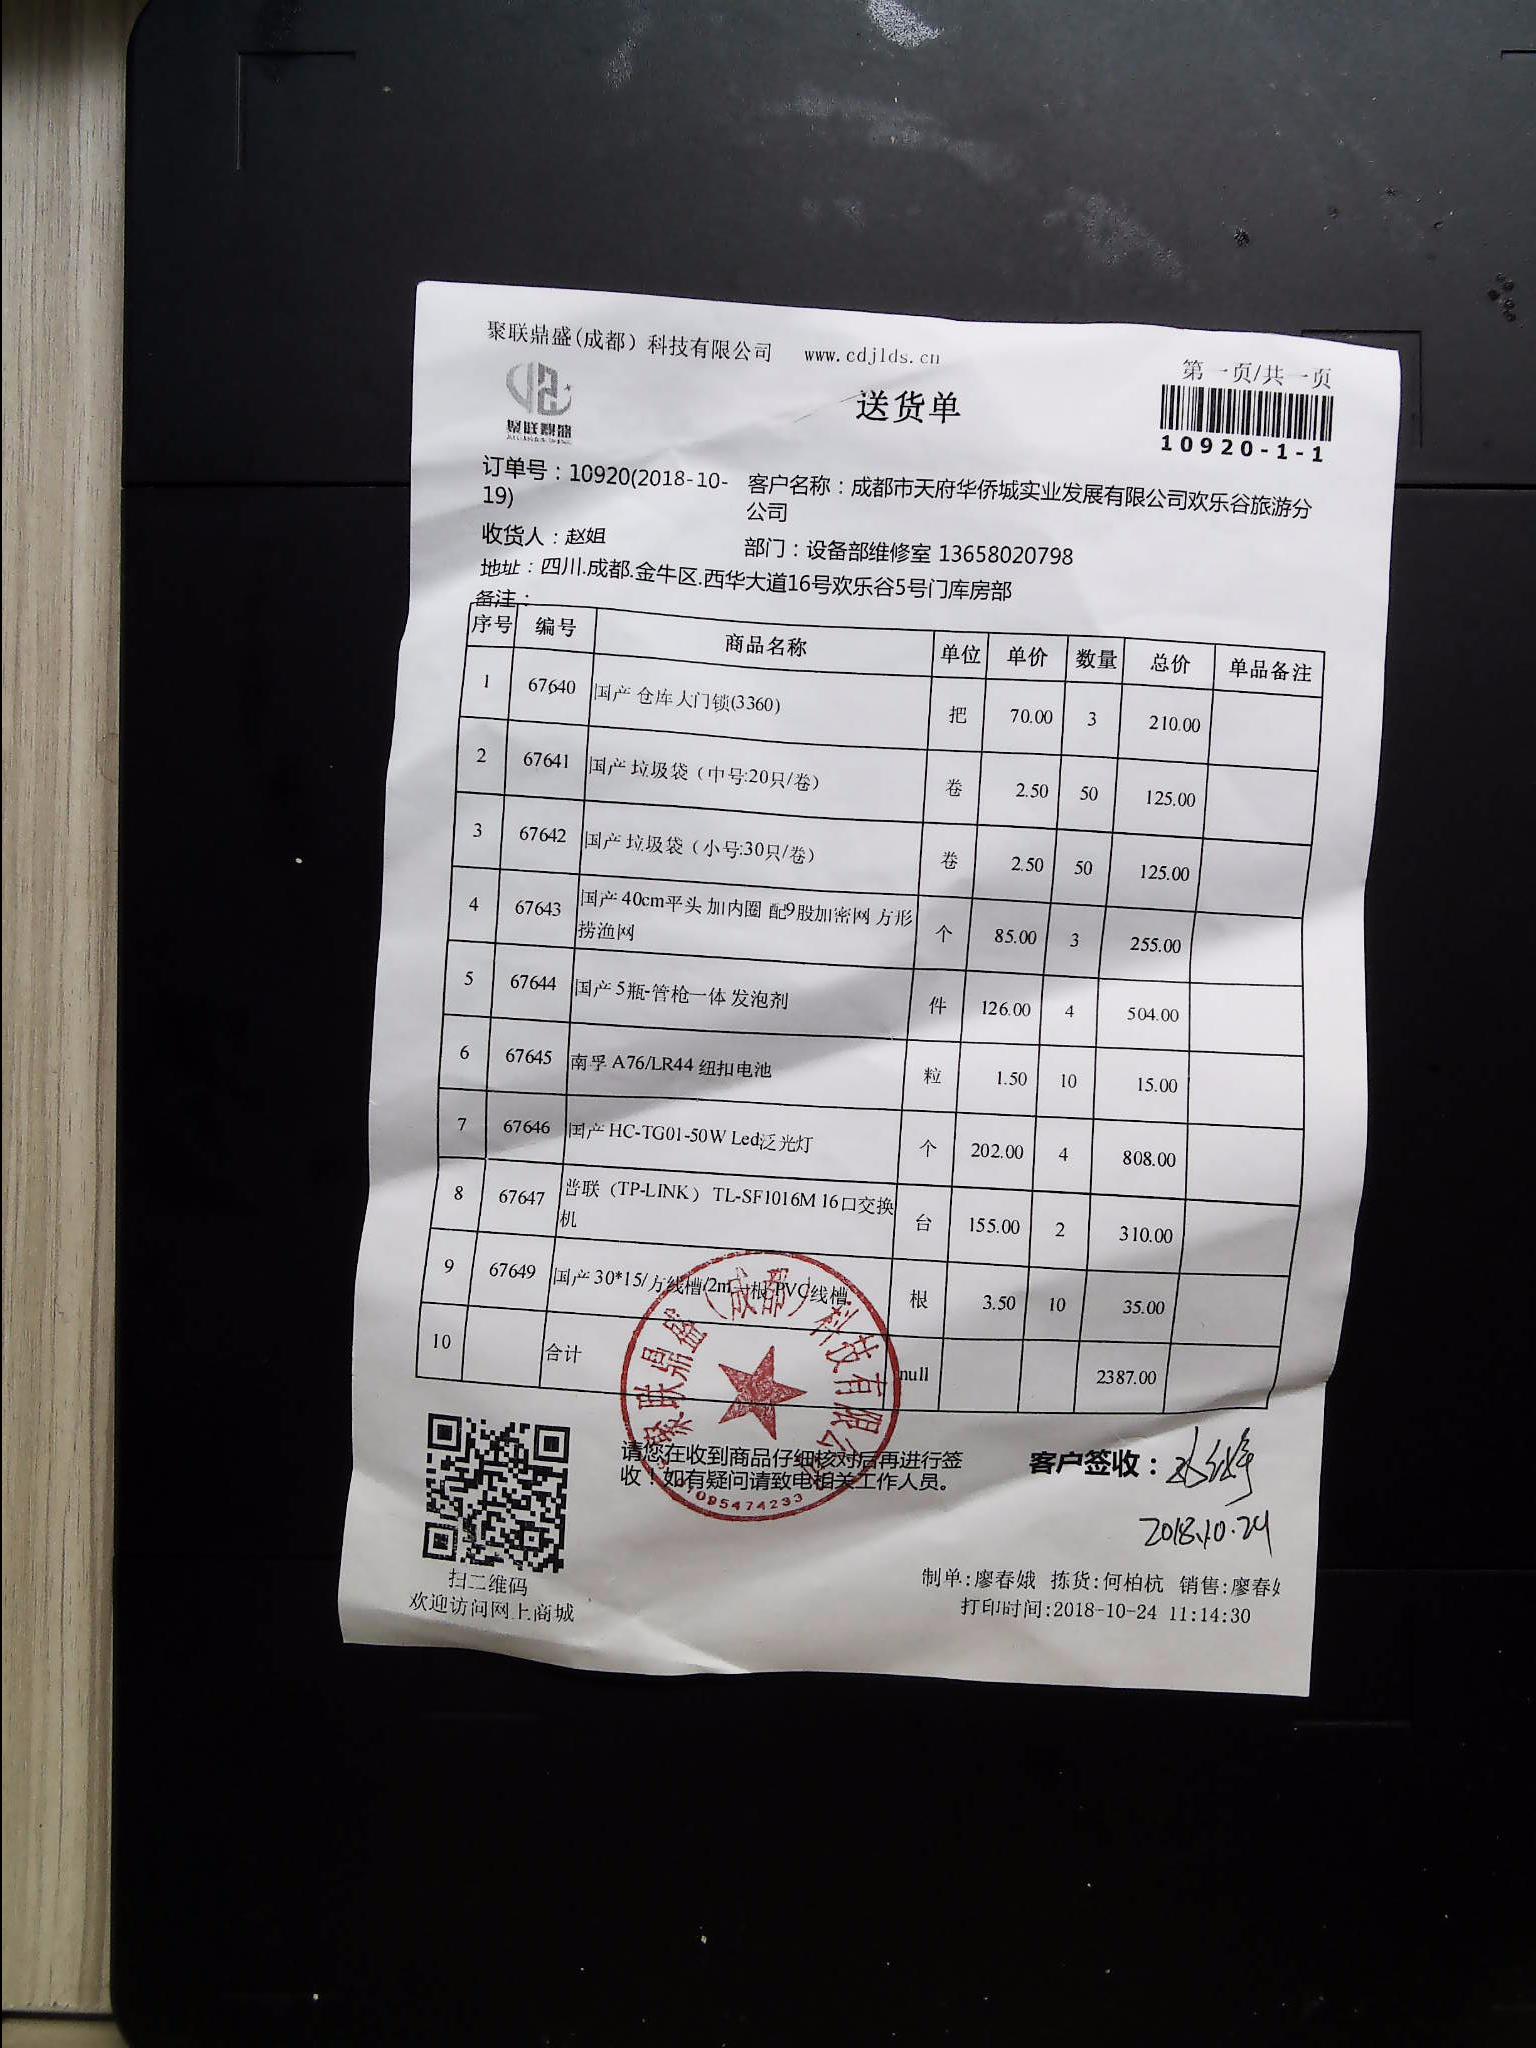 聚联鼎盛(成都）科技有限公司 www.cdjlds.cn
第一页/共一页
聚联鼎盛
送货单
10920-1-1
订单号：10920(2018-10-
19)
客户名称：成都市天府华侨城实业发展有限公司欢乐谷旅游分
公司
收货人：赵姐 部门：设备部维修室 13658020798
地址：四川.成都.金牛区.西华大道16号欢乐谷5号门库房部
备注：
序号 编号 商品名称 单位 单价 数量 总价 单品备注
1 67640 国产 仓库大门锁(3360) 把 70.00 3 210.00
2 67641 国产 垃圾袋（中号:20只/卷） 卷 2.50 50 125.00
3 67642 国产 垃圾袋（小号:30只/卷） 卷 2.50 50 125.00
4 67643 国产 40cm平头 加内圈 配9股加密网 方形
捞渔网 个 85.00 3 255.00
5 67644 国产 5瓶-管枪一体 发泡剂 件 126.00 4 504.00
6 67645 南孚 A76/LR44 纽扣电池 粒 1.50 10 15.00
7 67646 国产 HC-TG01-50W Led泛光灯 个 202.00 4 808.00
8 67647 普联（TP-LINK） TL-SF1016M 16口交换
机 台 155.00 2 310.00
9 67649 国产 30*15/方线槽/2m一根 PVC线槽 根 3.50 10 35.00
10 合计 null 2387.00
聚联鼎盛（成都）科技有限公司
请您在收到商品仔细核对后再进行签
收！如有疑问请致电相关工作人员。
客户签收：
2018.10.24
扫二维码
欢迎访问网上商城
制单:廖春娥 拣货:何柏杭 销售:廖春
打印时间:2018-10-24 11:14:30